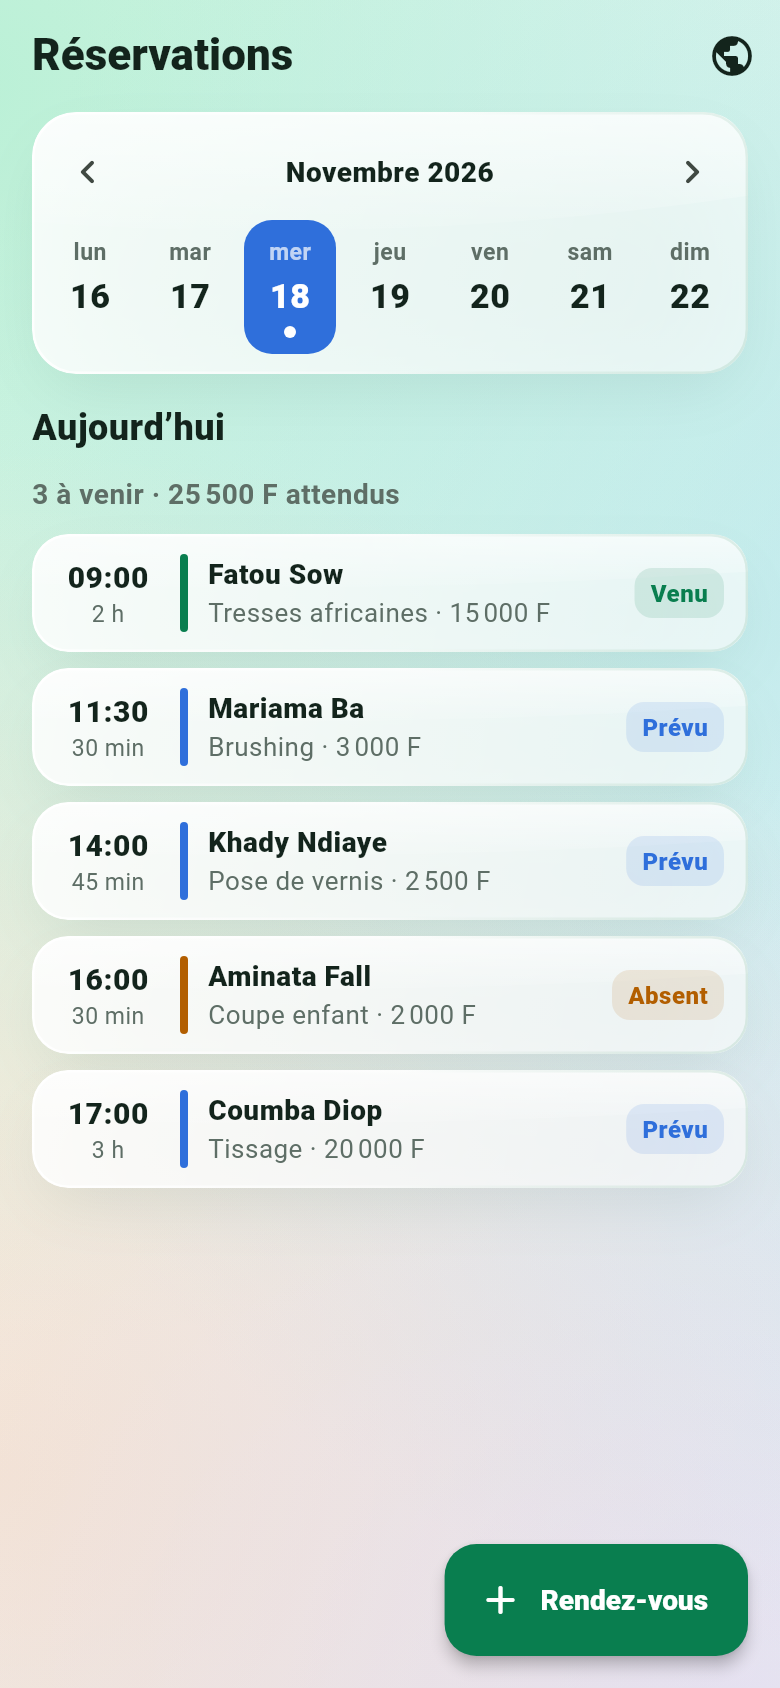 Réservations
Novembre 2026
lun mar mer jeu ven sam dim
16 17 18 19 20 21 22
Aujourd’hui
3 à venir · 25 500 F attendus
09:00 Fatou Sow
2 h Tresses africaines · 15 000 F
Venu
11:30 Mariama Ba
30 min Brushing · 3 000 F
Prévu
14:00 Khady Ndiaye
45 min Pose de vernis · 2 500 F
Prévu
16:00 Aminata Fall
30 min Coupe enfant · 2 000 F
Absent
17:00 Coumba Diop
3 h Tissage · 20 000 F
Prévu
Rendez-vous